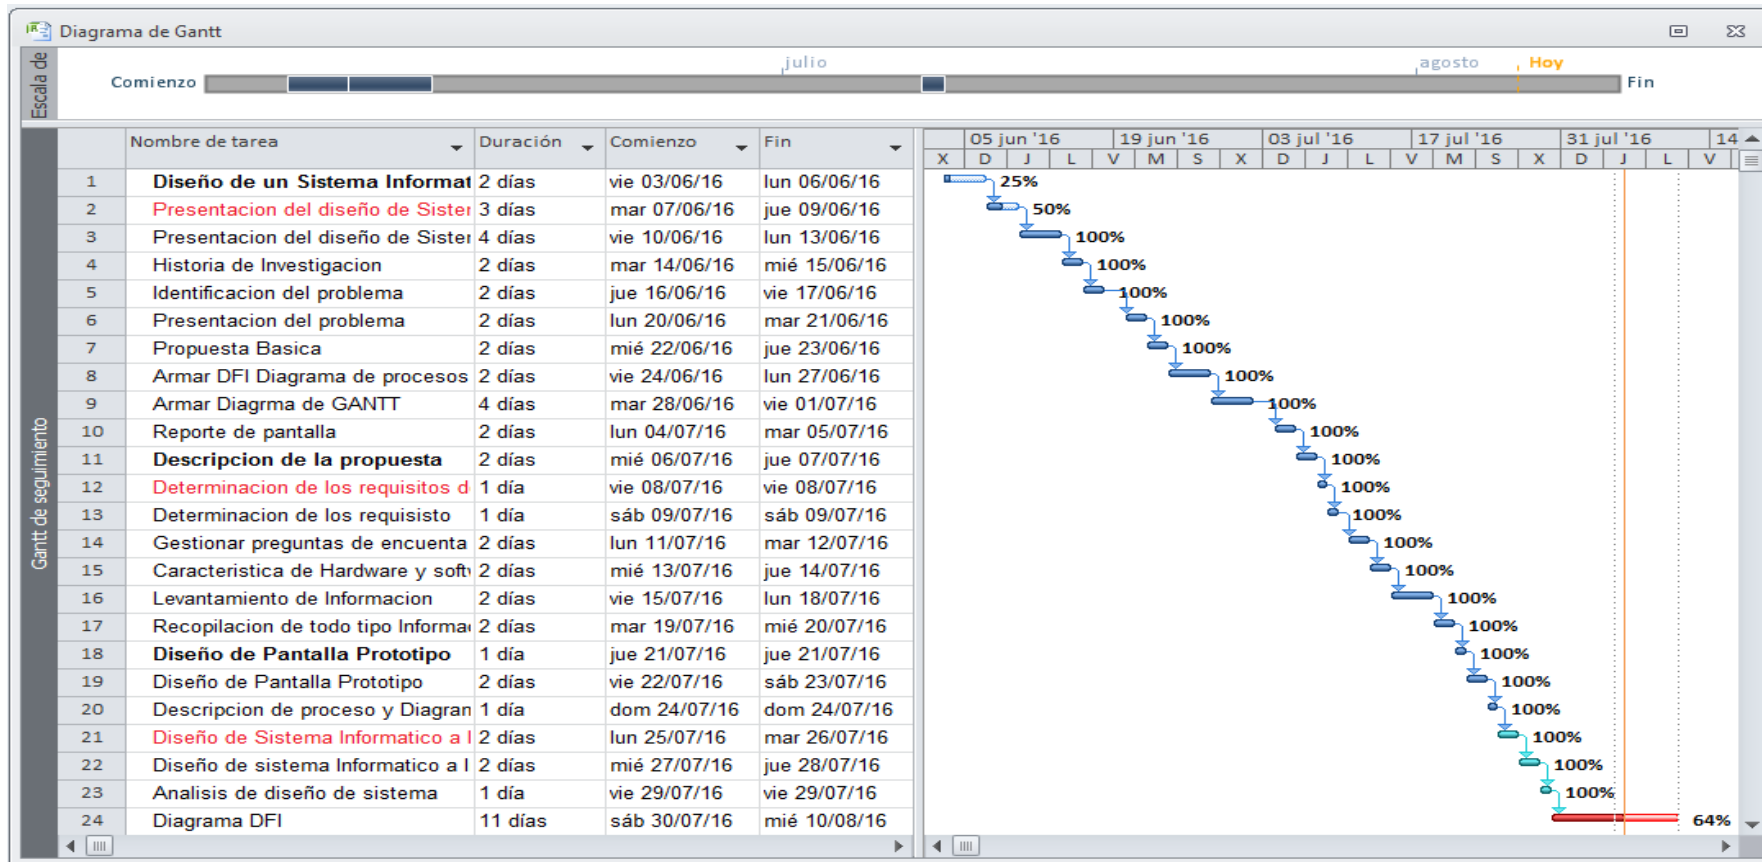 Diagrama de Gantt
Escala de
julio
agosto
Hoy
Comienzo
Fin
Gantt de seguimiento
Nombre de tarea Duración Comienzo Fin
05 jun '16 19 jun '16 03 jul '16 17 jul '16 31 jul '16 14
X D J L V M S X D J L V M S X D J L V
1 Diseño de un Sistema Informat 2 días vie 03/06/16 lun 06/06/16 25%
2 Presentacion del diseño de Sister 3 días mar 07/06/16 jue 09/06/16 50%
3 Presentacion del diseño de Sister 4 días vie 10/06/16 lun 13/06/16 100%
4 Historia de Investigacion 2 días mar 14/06/16 mié 15/06/16 100%
5 Identificacion del problema 2 días jue 16/06/16 vie 17/06/16 100%
6 Presentacion del problema 2 días lun 20/06/16 mar 21/06/16 100%
7 Propuesta Basica 2 días mié 22/06/16 jue 23/06/16 100%
8 Armar DFI Diagrama de procesos 2 días vie 24/06/16 lun 27/06/16 100%
9 Armar Diagrma de GANTT 4 días mar 28/06/16 vie 01/07/16 100%
10 Reporte de pantalla 2 días lun 04/07/16 mar 05/07/16 100%
11 Descripcion de la propuesta 2 días mié 06/07/16 jue 07/07/16 100%
12 Determinacion de los requisitos d 1 día vie 08/07/16 vie 08/07/16 100%
13 Determinacion de los requisisto 1 día sáb 09/07/16 sáb 09/07/16 100%
14 Gestionar preguntas de encuenta 2 días lun 11/07/16 mar 12/07/16 100%
15 Caracteristica de Hardware y soft 2 días mié 13/07/16 jue 14/07/16 100%
16 Levantamiento de Informacion 2 días vie 15/07/16 lun 18/07/16 100%
17 Recopilacion de todo tipo Informa 2 días mar 19/07/16 mié 20/07/16 100%
18 Diseño de Pantalla Prototipo 1 día jue 21/07/16 jue 21/07/16 100%
19 Diseño de Pantalla Prototipo 2 días vie 22/07/16 sáb 23/07/16 100%
20 Descripcion de proceso y Diagran 1 día dom 24/07/16 dom 24/07/16 100%
21 Diseño de Sistema Informatico a l 2 días lun 25/07/16 mar 26/07/16 100%
22 Diseño de sistema Informatico a l 2 días mié 27/07/16 jue 28/07/16 100%
23 Analisis de diseño de sistema 1 día vie 29/07/16 vie 29/07/16 100%
24 Diagrama DFI 11 días sáb 30/07/16 mié 10/08/16 64%